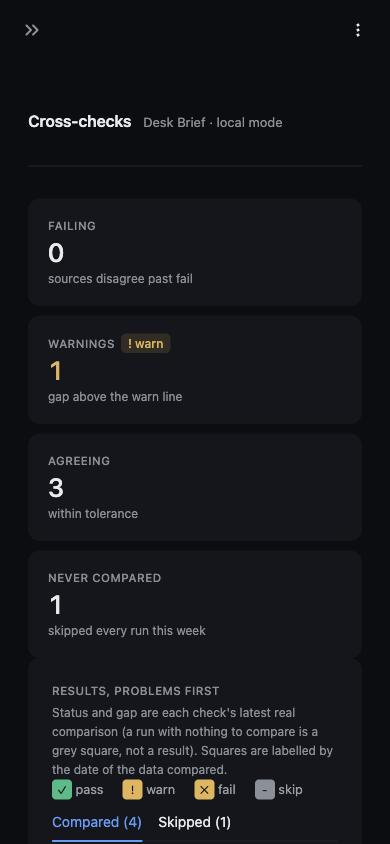 Cross-checks Desk Brief · local mode
FAILING
0
sources disagree past fail
WARNINGS ! warn
1
gap above the warn line
AGREEING
3
within tolerance
NEVER COMPARED
1
skipped every run this week
RESULTS, PROBLEMS FIRST
Status and gap are each check's latest real
comparison (a run with nothing to compare is a
grey square, not a result). Squares are labelled by
the date of the data compared.
✓ pass ! warn × fail - skip
Compared (4) Skipped (1)